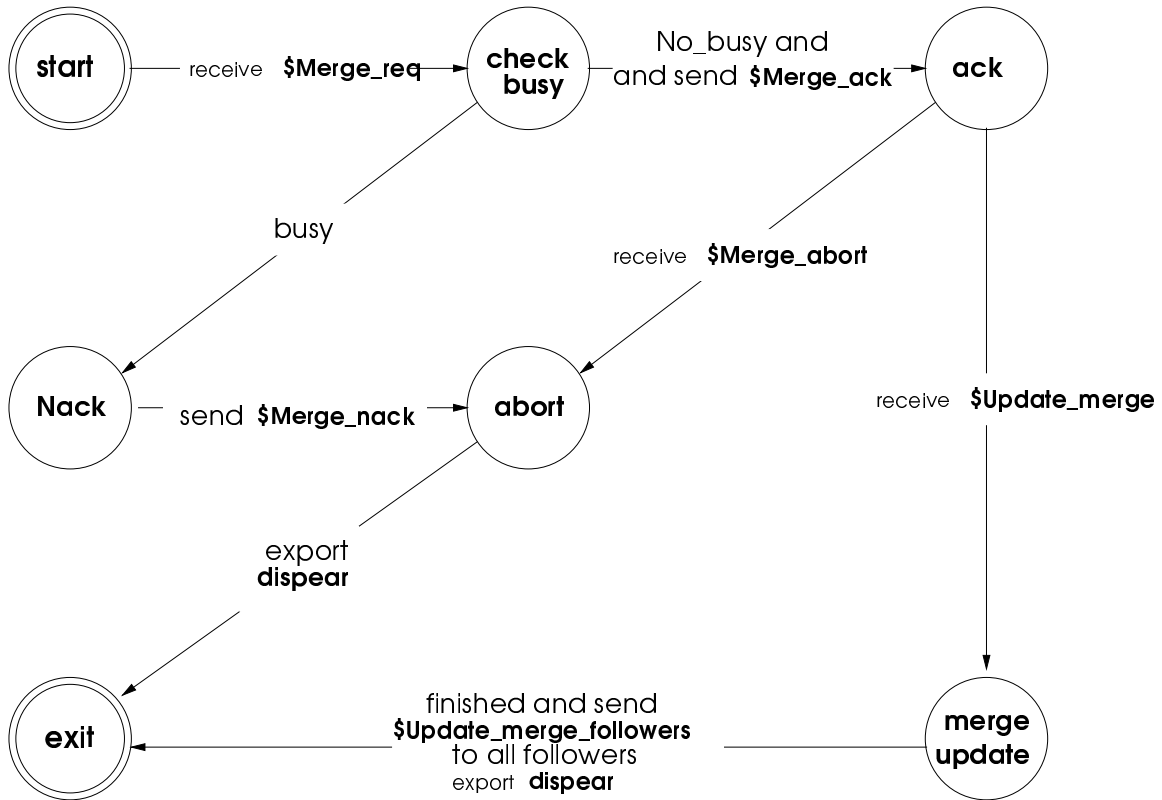 start
receive $Merge_req
check
busy
No_busy and
and send $Merge_ack
ack
busy
receive $Merge_abort
Nack
send $Merge_nack
abort
receive $Update_merge
export
dispear
exit
finished and send
$Update_merge_followers
to all followers
export dispear
merge
update